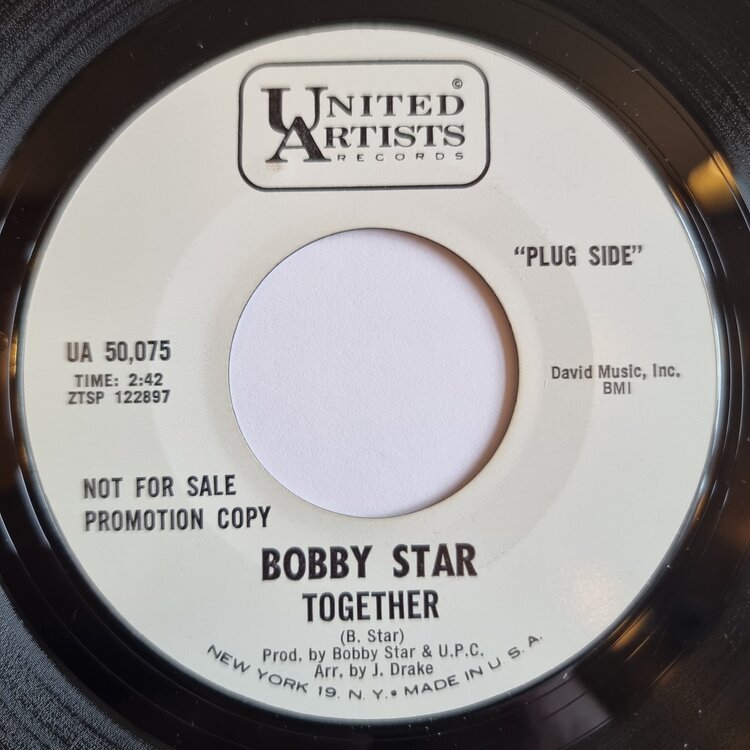 ©
UNITED
ARTISTS
RECORDS
"PLUG SIDE"
UA 50,075
TIME: 2:42
ZTSP 122897
David Music, Inc.
BMI
NOT FOR SALE
PROMOTION COPY
BOBBY STAR
TOGETHER
(B. Star)
Prod. by Bobby Star & U.P.C.
Arr. by J. Drake
NEW YORK 19, N. Y. • MADE IN U. S. A.